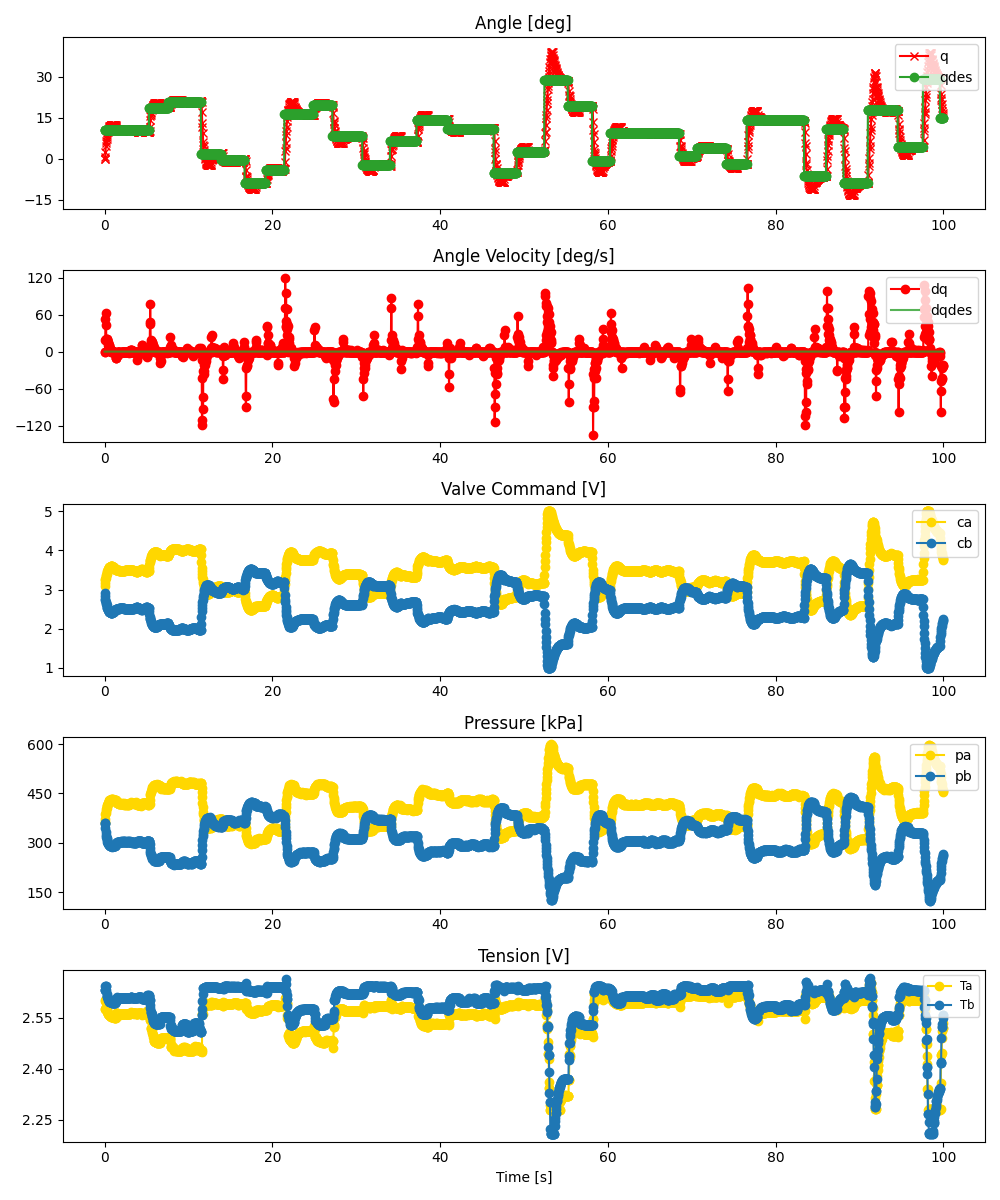 Angle [deg]
30
15
0
−15
q
qdes
0 20 40 60 80 100
Angle Velocity [deg/s]
120
60
0
−60
−120
dq
dqdes
0 20 40 60 80 100
Valve Command [V]
5
4
3
2
1
ca
cb
0 20 40 60 80 100
Pressure [kPa]
600
450
300
150
pa
pb
0 20 40 60 80 100
Tension [V]
2.55
2.40
2.25
Ta
Tb
0 20 40 60 80 100
Time [s]